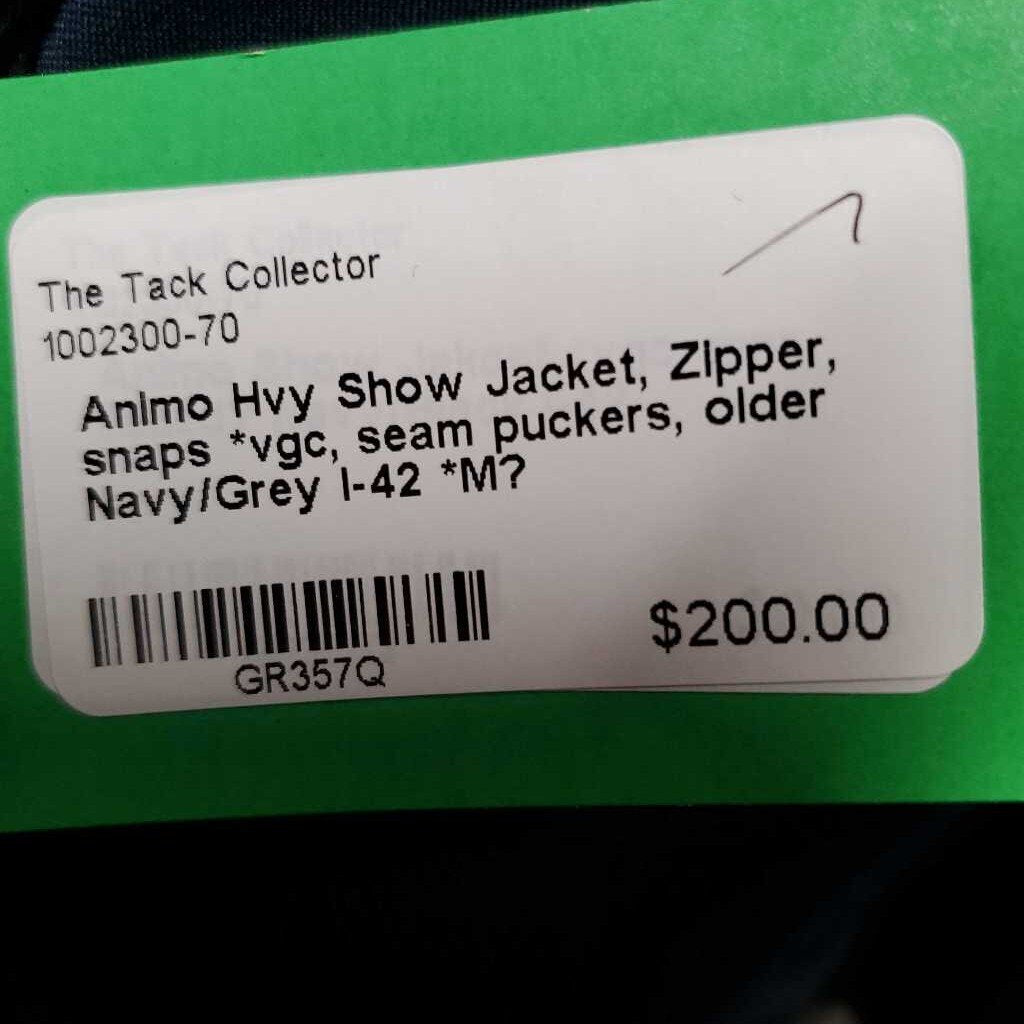 The Tack Collector
1002300-70
Animo Hvy Show Jacket, Zipper,
snaps *vgc, seam puckers, older
Navy/Grey I-42 *M?
GR357Q
$200.00